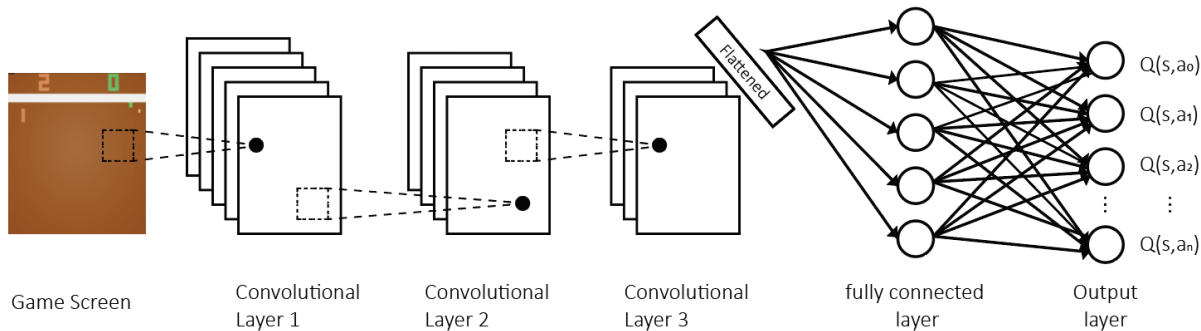 2 0
Flattened
Q(s,a₀)
Q(s,a₁)
Q(s,a₂)
⋮ ⋮
Q(s,aₙ)
Game Screen
Convolutional
Layer 1
Convolutional
Layer 2
Convolutional
Layer 3
fully connected
layer
Output
layer